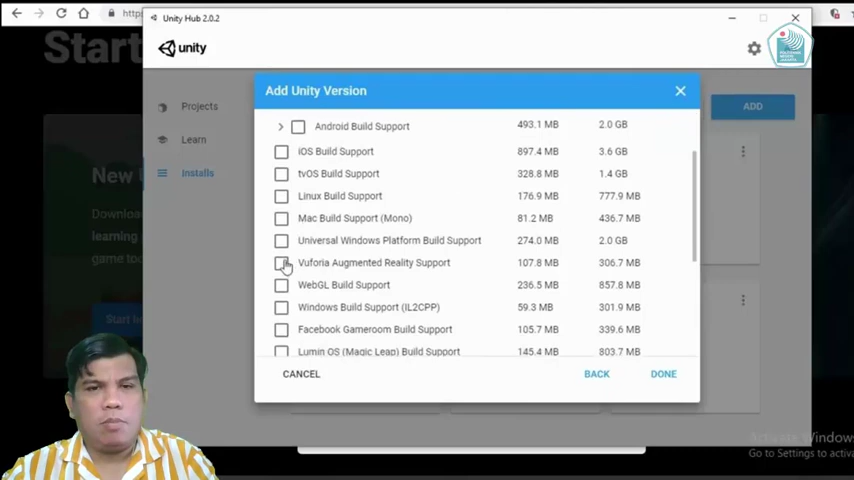 http
Start
Unity Hub 2.0.2
unity
Projects
Learn
Installs
ADD
Add Unity Version
Android Build Support 493.1 MB 2.0 GB
iOS Build Support 897.4 MB 3.6 GB
tvOS Build Support 328.8 MB 1.4 GB
Linux Build Support 176.9 MB 777.9 MB
Mac Build Support (Mono) 81.2 MB 436.7 MB
Universal Windows Platform Build Support 274.0 MB 2.0 GB
Vuforia Augmented Reality Support 107.8 MB 306.7 MB
WebGL Build Support 236.5 MB 857.8 MB
Windows Build Support (IL2CPP) 59.3 MB 301.9 MB
Facebook Gameroom Build Support 105.7 MB 339.6 MB
Lumin OS (Magic Leap) Build Support 145.4 MB 803.7 MB
CANCEL BACK DONE
New
Download
learning
game
Start
Activate Windows
Go to Settings to activa